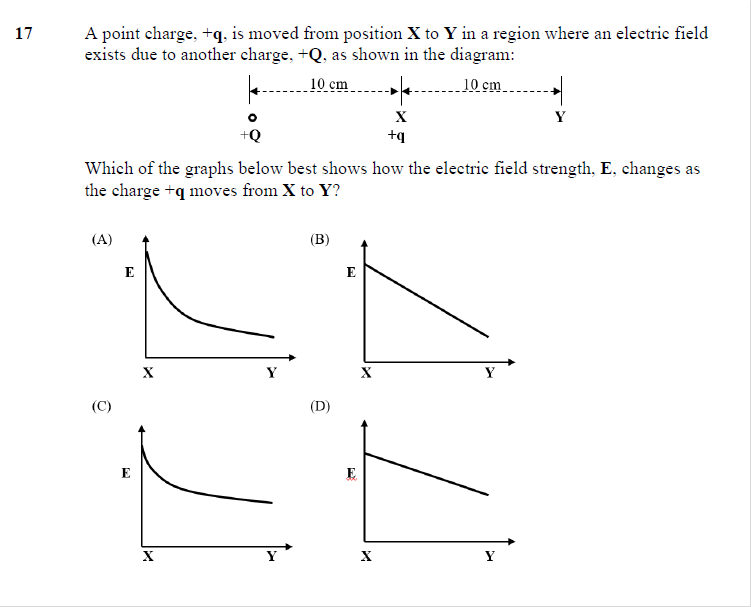 17 A point charge, +q, is moved from position X to Y in a region where an electric field
exists due to another charge, +Q, as shown in the diagram:
10 cm 10 cm
X Y
+Q +q
Which of the graphs below best shows how the electric field strength, E, changes as
the charge +q moves from X to Y?
(A) (B)
E E
X Y X Y
(C) (D)
E E
X Y X Y